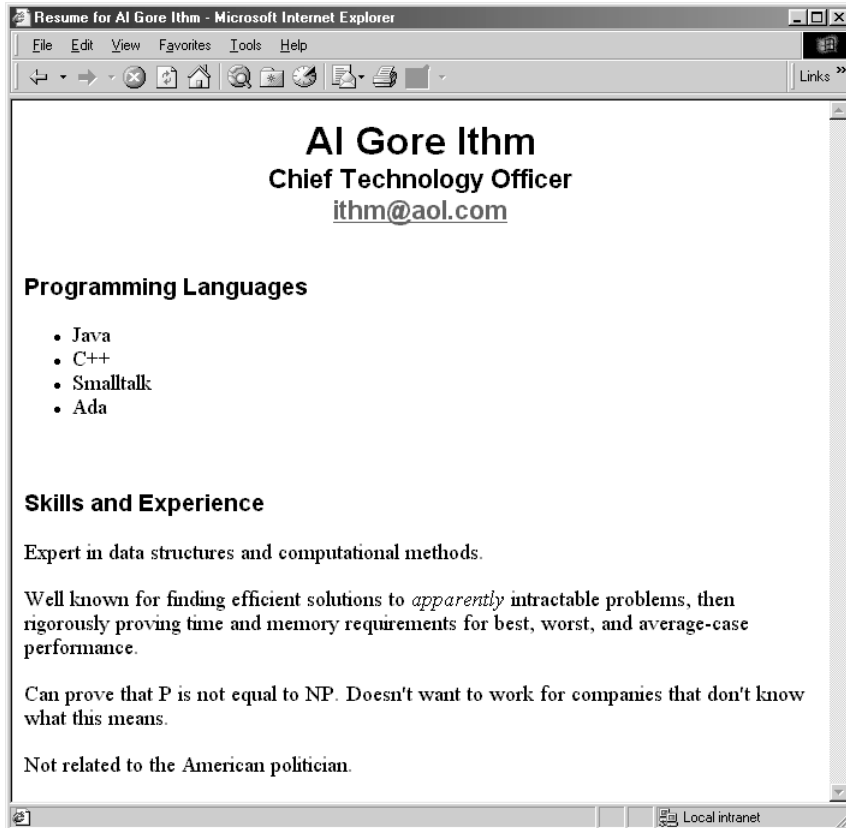 Resume for Al Gore Ithm - Microsoft Internet Explorer
File Edit View Favorites Tools Help
Links »
Al Gore Ithm
Chief Technology Officer
ithm@aol.com
Programming Languages
• Java
• C++
• Smalltalk
• Ada
Skills and Experience
Expert in data structures and computational methods.
Well known for finding efficient solutions to apparently intractable problems, then
rigorously proving time and memory requirements for best, worst, and average-case
performance.
Can prove that P is not equal to NP. Doesn't want to work for companies that don't know
what this means.
Not related to the American politician.
Local intranet